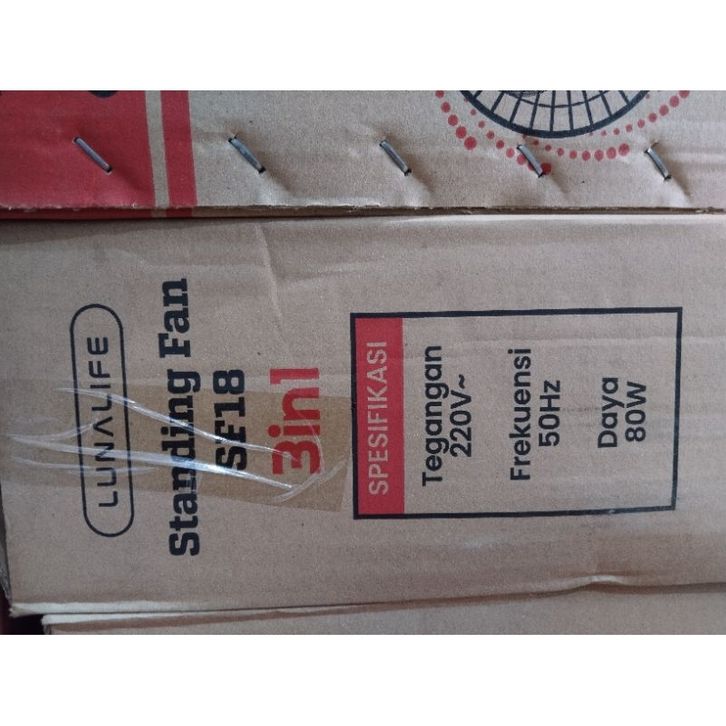 LUNALIFE
Standing Fan
SF18
3in1
SPESIFIKASI
Tegangan
220V~
Frekuensi
50Hz
Daya
80W